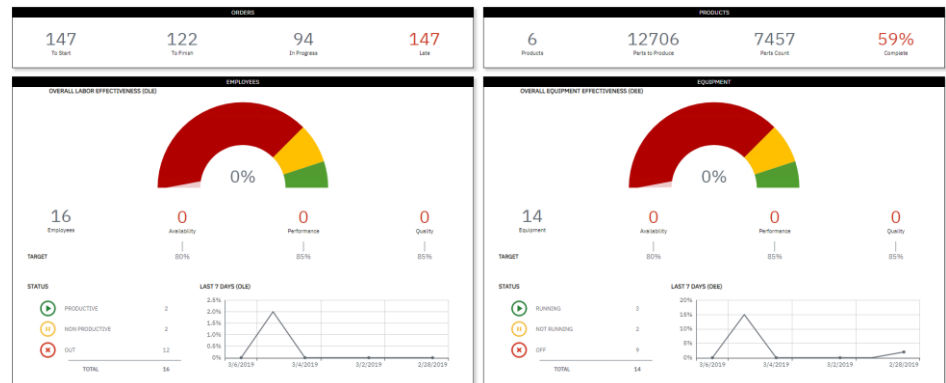 ORDERS
147 122 94 147
To Start To Finish In Progress Late
PRODUCTS
6 12706 7457 59%
Products Parts to Produce Parts Count Complete
EMPLOYEES
OVERALL LABOR EFFECTIVENESS (OLE)
0%
16 0 0 0
Employees Availability Performance Quality
TARGET 80% 85% 85%
STATUS
PRODUCTIVE 2
NON PRODUCTIVE 2
OUT 12
TOTAL 16
LAST 7 DAYS (OLE)
2.5%
2.0%
1.5%
1.0%
0.5%
0%
3/6/2019 3/4/2019 3/2/2019 2/28/2019
EQUIPMENT
OVERALL EQUIPMENT EFFECTIVENESS (OEE)
0%
14 0 0 0
Equipment Availability Performance Quality
TARGET 80% 85% 85%
STATUS
RUNNING 3
NOT RUNNING 2
OFF 9
TOTAL 14
LAST 7 DAYS (OEE)
20%
10%
0%
3/6/2019 3/4/2019 3/2/2019 2/28/2019